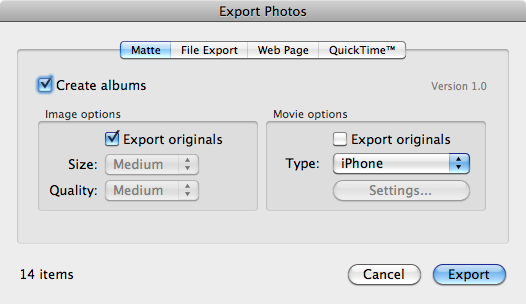 Export Photos
Matte File Export Web Page QuickTime™
Create albums Version 1.0
Image options
Export originals
Size: Medium
Quality: Medium
Movie options
Export originals
Type: iPhone
Settings...
14 items Cancel Export